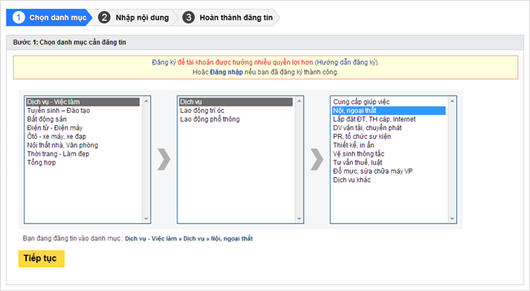 1 Chọn danh mục 2 Nhập nội dung 3 Hoàn thành đăng tin
Bước 1: Chọn danh mục cần đăng tin
Đăng ký để tài khoản được hưởng nhiều quyền lợi hơn (Hướng dẫn đăng ký).
Hoặc Đăng nhập nếu bạn đã đăng ký thành công.
Dịch vụ - Việc làm
Tuyển sinh – Đào tạo
Bất động sản
Điện tử - Điện máy
Ôtô - xe máy, xe đạp
Nội thất nhà, Văn phòng
Thời trang - Làm đẹp
Tổng hợp
Dịch vụ
Lao động trí óc
Lao động phổ thông
Cung cấp giúp việc
Nội, ngoại thất
Lắp đặt ĐT, TH cáp, Internet
DV vận tải, chuyển phát
PR, tổ chức sự kiện
Thiết kế, in ấn
Vệ sinh thông tắc
Tư vấn thuế, luật
Đổ mực, sửa chữa máy VP
Dịch vụ khác
Bạn đang đăng tin vào danh mục : Dịch vụ - Việc làm » Dịch vụ » Nội, ngoại thất
Tiếp tục